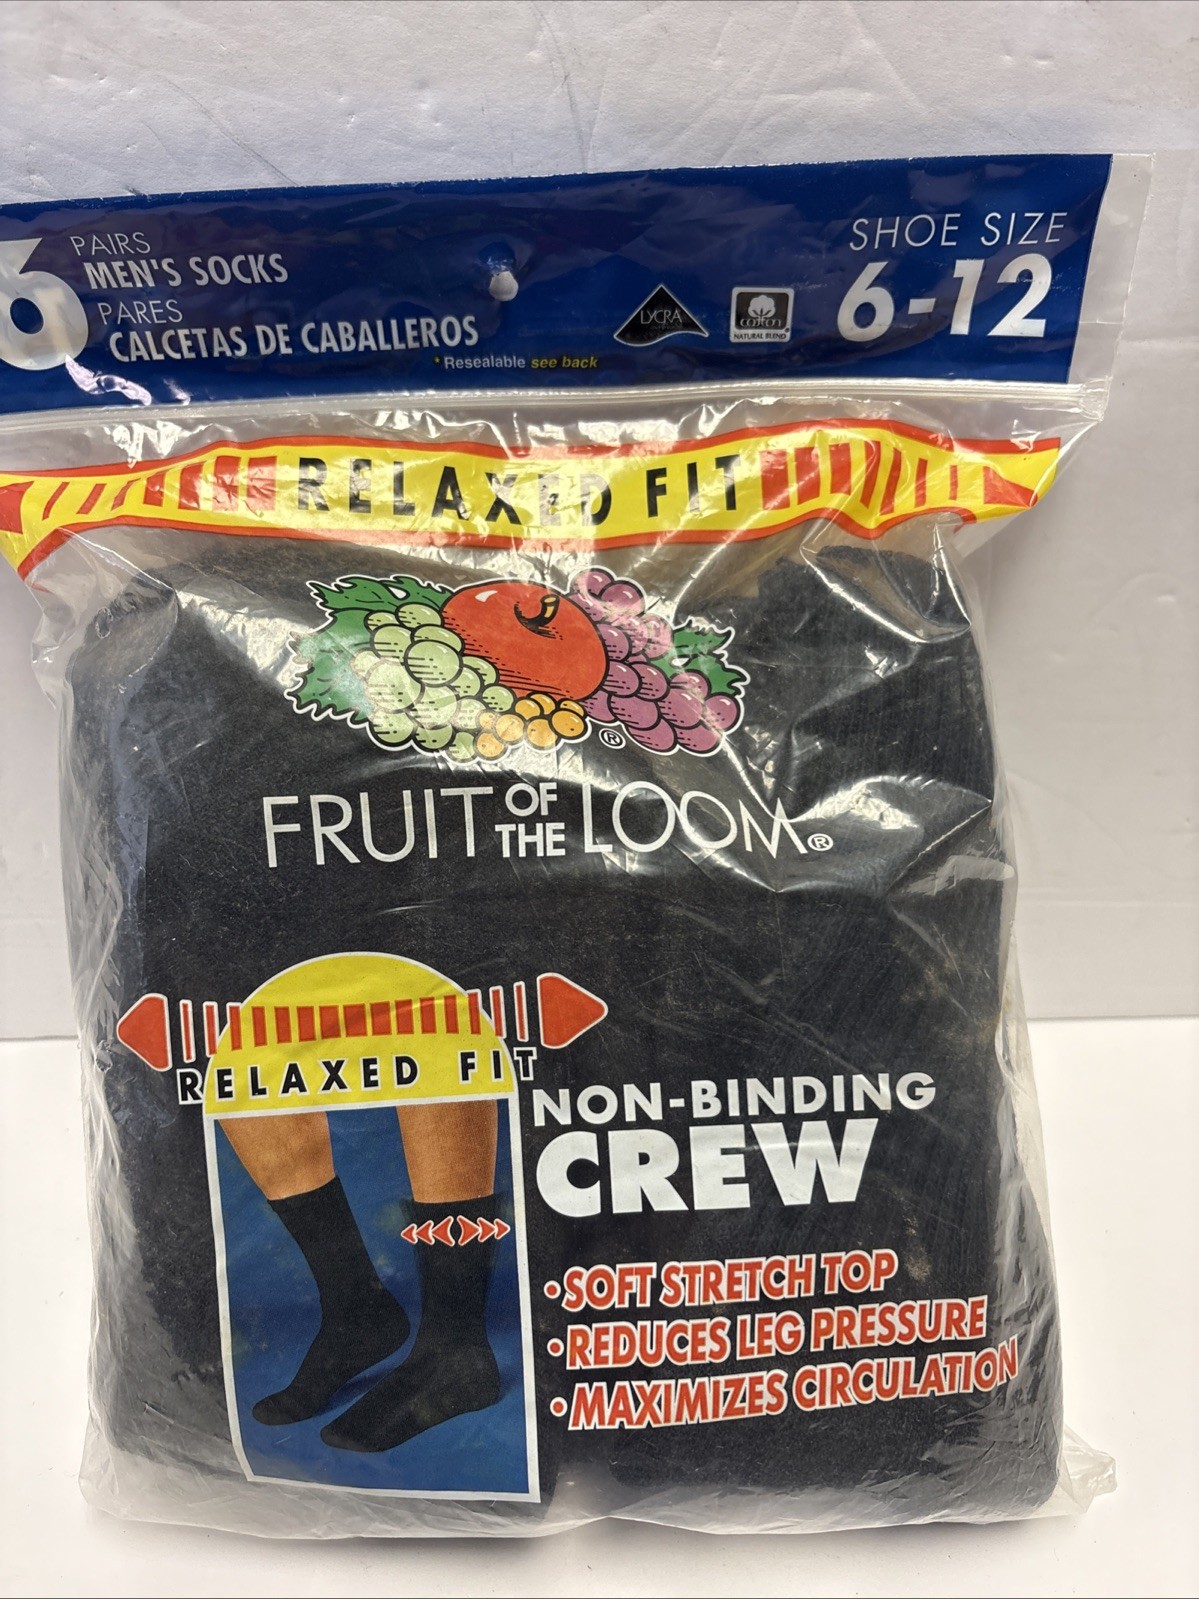 6
PAIRS
MEN'S SOCKS
PARES
CALCETAS DE CABALLEROS
* Resealable see back
LYCRA
cotton
NATURAL BLEND
SHOE SIZE
6-12
RELAXED FIT
®
FRUIT OF THE LOOM®
RELAXED FIT
NON-BINDING
CREW
•SOFT STRETCH TOP
•REDUCES LEG PRESSURE
•MAXIMIZES CIRCULATION